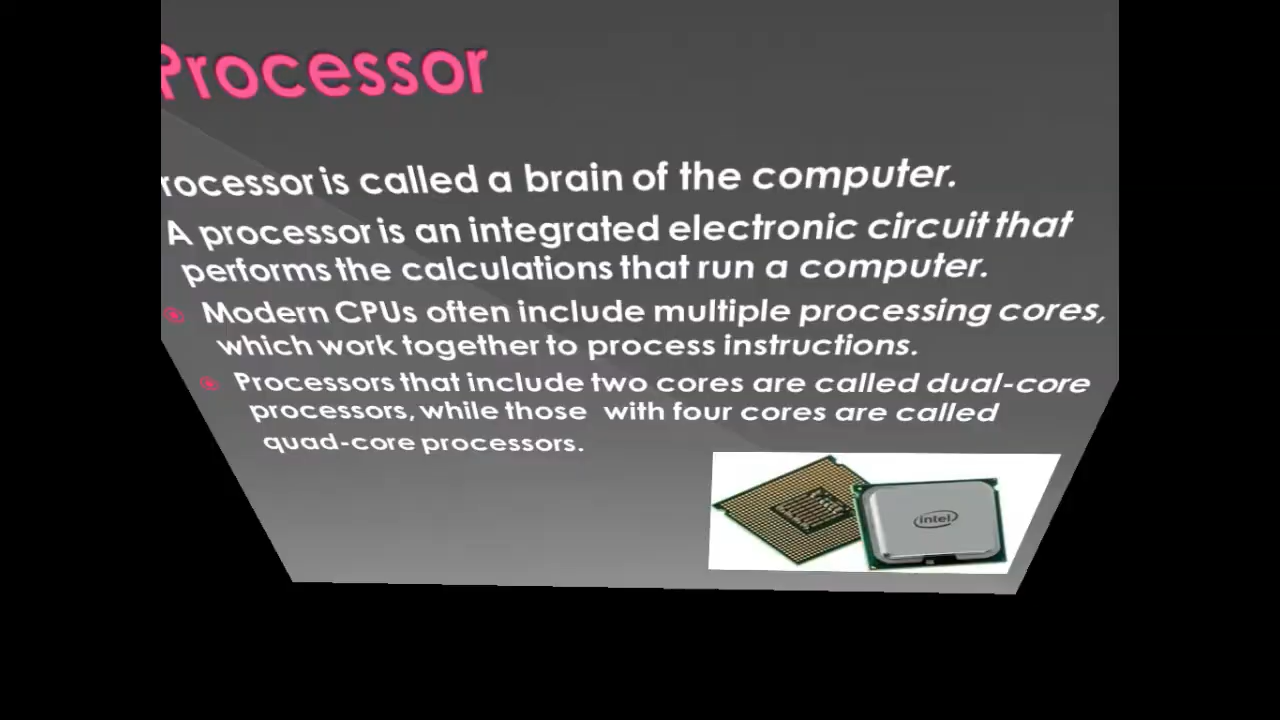 Processor
rocessor is called a brain of the computer.
A processor is an integrated electronic circuit that
performs the calculations that run a computer.
Modern CPUs often include multiple processing cores,
which work together to process instructions.
Processors that include two cores are called dual-core
processors, while those with four cores are called
quad-core processors.
intel